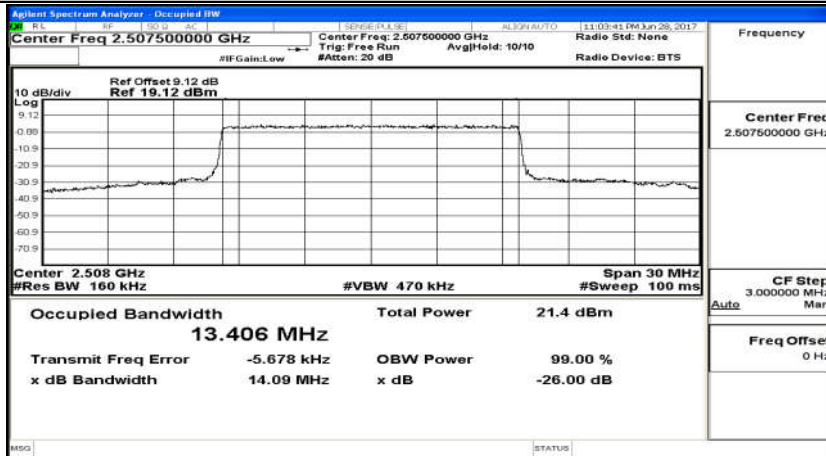 Agilent Spectrum Analyzer - Occupied BW
RL RF 50 Ω AC SENSE:PULSE ALIGN AUTO 11:03:41 PM Jun 28, 2017
Center Freq 2.507500000 GHz
Center Freq: 2.507500000 GHz
Radio Std: None
Trig: Free Run Avg|Hold: 10/10
#IFGain:Low #Atten: 20 dB
Radio Device: BTS
Frequency
Ref Offset 9.12 dB
10 dB/div Ref 19.12 dBm
Log
9.12
-0.88
-10.9
-20.9
-30.9
-40.9
-50.9
-60.9
-70.9
Center 2.508 GHz Span 30 MHz
#Res BW 160 kHz #VBW 470 kHz #Sweep 100 ms
Occupied Bandwidth Total Power 21.4 dBm
13.406 MHz
Transmit Freq Error -5.678 kHz OBW Power 99.00 %
x dB Bandwidth 14.09 MHz x dB -26.00 dB
Center Freq
2.507500000 GHz
CF Step
3.000000 MHz
Auto Man
Freq Offset
0 Hz
MSG STATUS